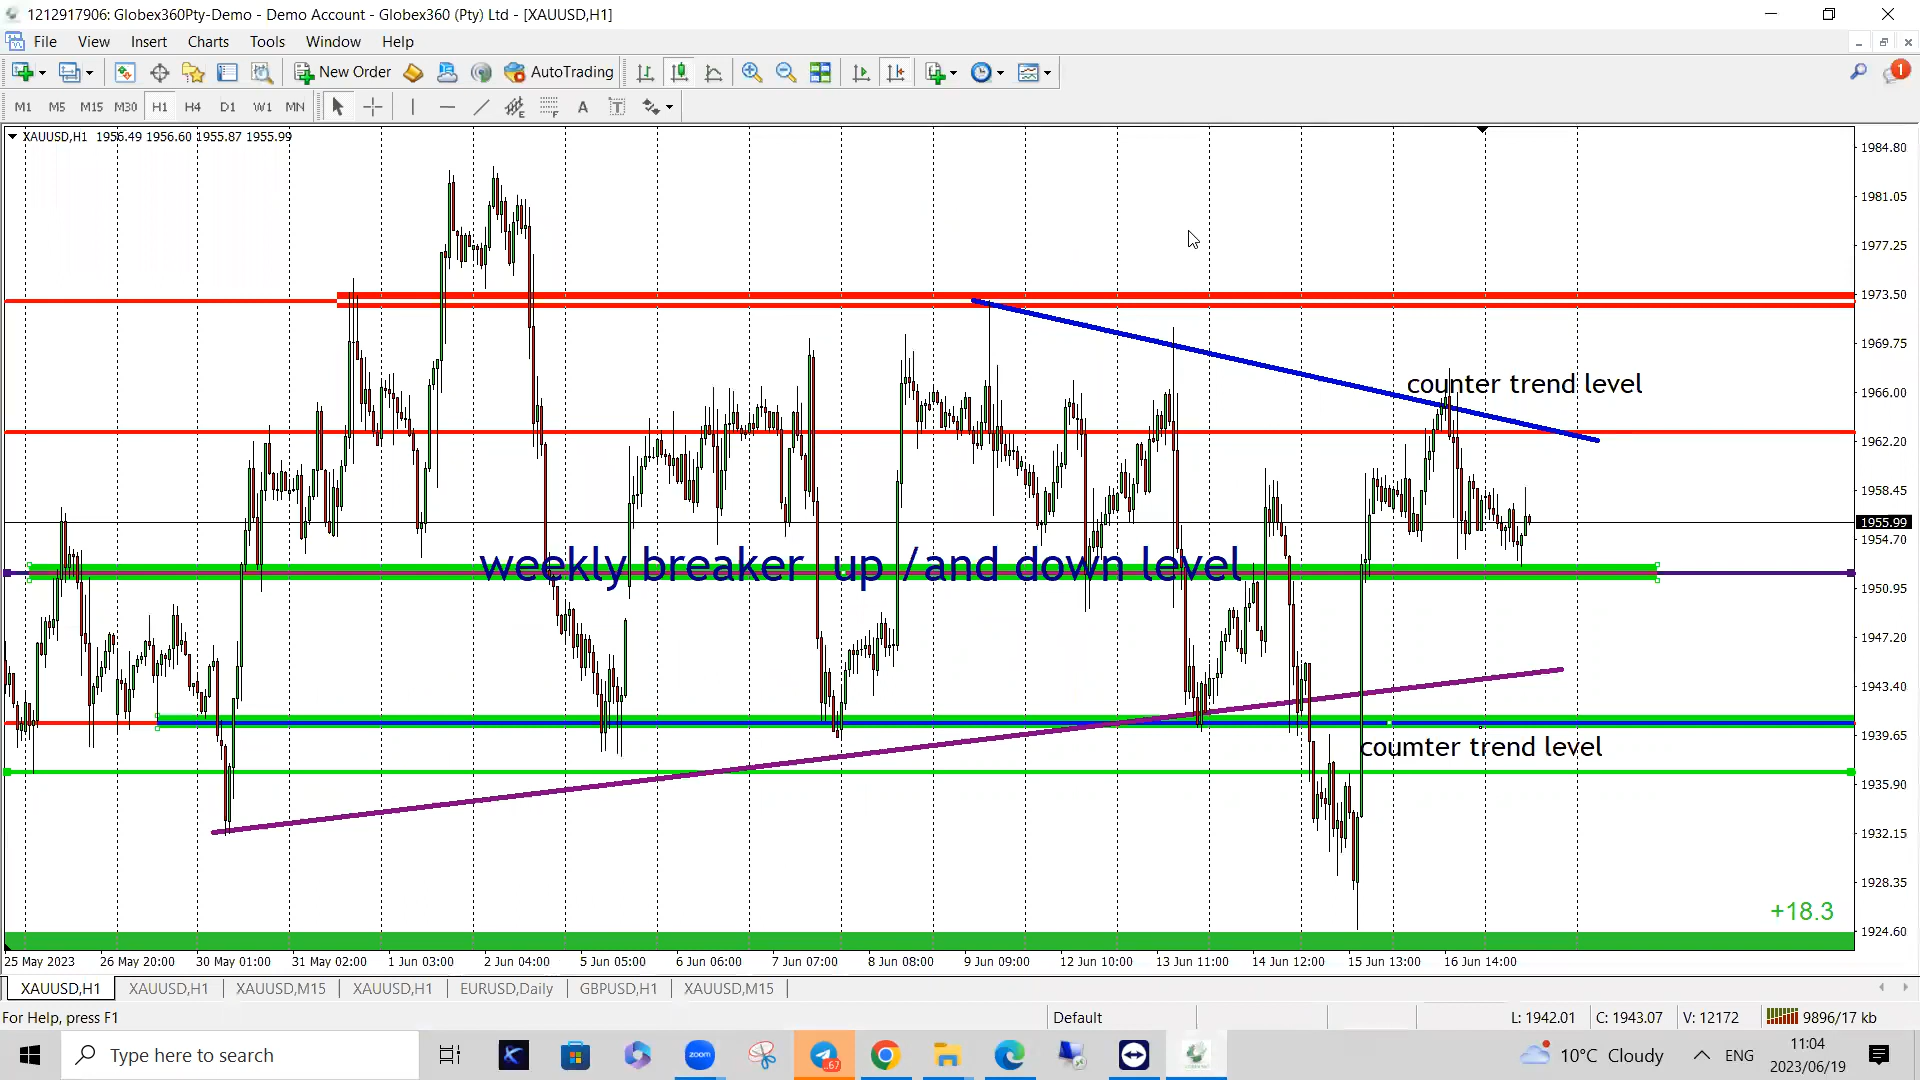 1212917906: Globex360Pty-Demo - Demo Account - Globex360 (Pty) Ltd - [XAUUSD,H1]
File View Insert Charts Tools Window Help
New Order AutoTrading 1
M1 M5 M15 M30 H1 H4 D1 W1 MN E F A T
XAUUSD,H1 1956.49 1956.60 1955.87 1955.99
1984.80
1981.05
1977.25
1973.50
1969.75
counter trend level
1966.00
1962.20
1958.45
1955.99
1954.70
weekly breaker up /and down level
1950.95
1947.20
1943.40
1939.65
coumter trend level
1935.90
1932.15
1928.35
+18.3
1924.60
25 May 2023 26 May 20:00 30 May 01:00 31 May 02:00 1 Jun 03:00 2 Jun 04:00 5 Jun 05:00 6 Jun 06:00 7 Jun 07:00 8 Jun 08:00 9 Jun 09:00 12 Jun 10:00 13 Jun 11:00 14 Jun 12:00 15 Jun 13:00 16 Jun 14:00
XAUUSD,H1 XAUUSD,H1 XAUUSD,M15 XAUUSD,H1 EURUSD,Daily GBPUSD,H1 XAUUSD,M15
For Help, press F1 Default L: 1942.01 C: 1943.07 V: 12172 9896/17 kb
Type here to search zoom 67 10°C Cloudy ENG 11:04
2023/06/19